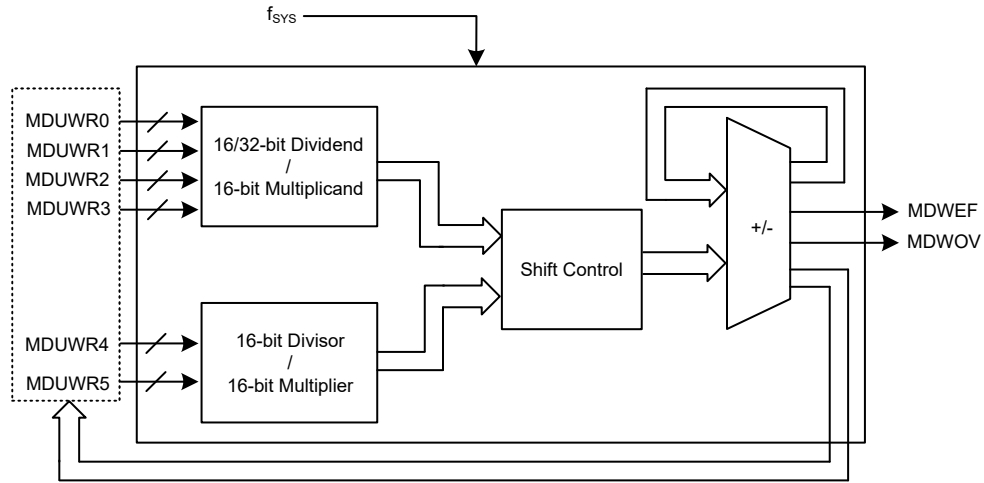 fSYS
MDUWR0
MDUWR1
MDUWR2
MDUWR3
MDUWR4
MDUWR5
16/32-bit Dividend
/
16-bit Multiplicand
16-bit Divisor
/
16-bit Multiplier
Shift Control
+/-
MDWEF
MDWOV